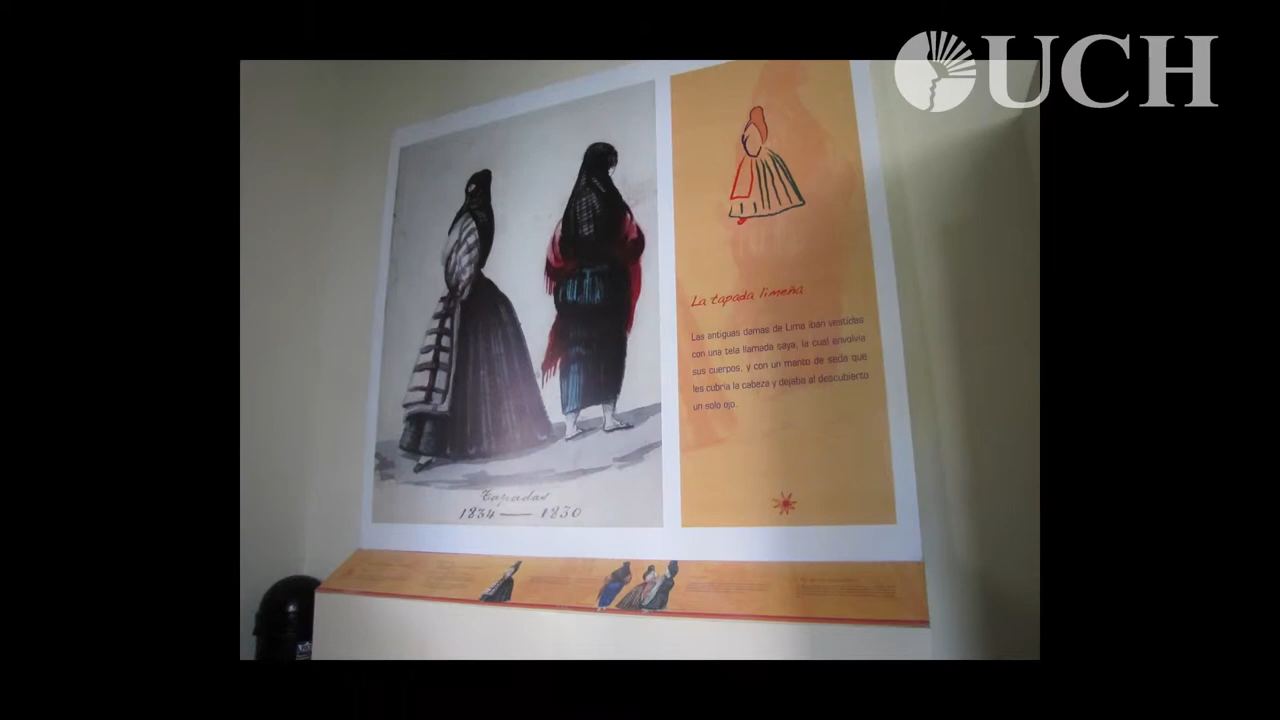 UCH
La tapada limeña
Las antiguas damas de Lima iban vestidas
con una tela llamada saya, la cual envolvía
sus cuerpos, y con un manto de seda que
les cubría la cabeza y dejaba al descubierto
un solo ojo.
Tapadas
1834 — 1830